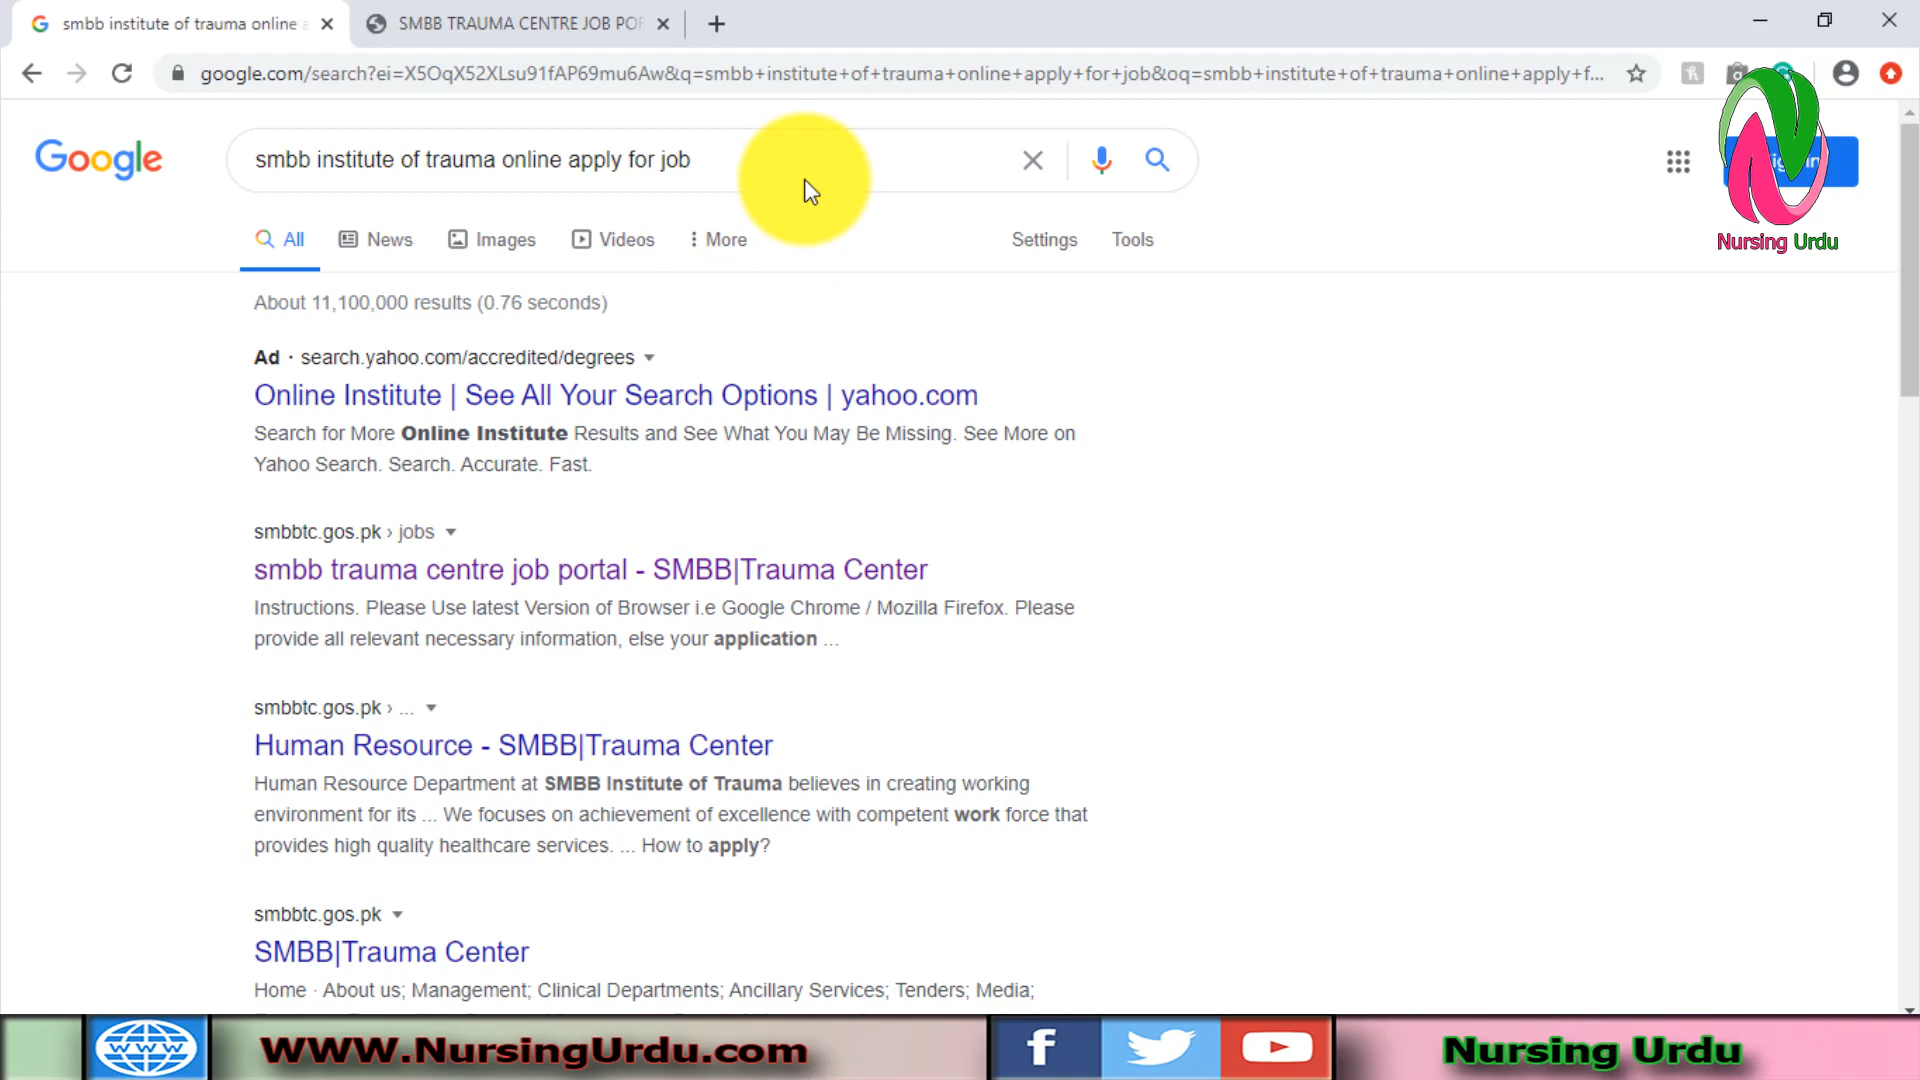 smbb institute of trauma online a
SMBB TRAUMA CENTRE JOB POR
google.com/search?ei=X5OqX52XLsu91fAP69mu6Aw&q=smbb+institute+of+trauma+online+apply+for+job&oq=smbb+institute+of+trauma+online+apply+f...
Google
smbb institute of trauma online apply for job
Nursing Urdu
All
News
Images
Videos
More
Settings
Tools
About 11,100,000 results (0.76 seconds)
Ad · search.yahoo.com/accredited/degrees
Online Institute | See All Your Search Options | yahoo.com
Search for More Online Institute Results and See What You May Be Missing. See More on
Yahoo Search. Search. Accurate. Fast.
smbbtc.gos.pk › jobs
smbb trauma centre job portal - SMBB|Trauma Center
Instructions. Please Use latest Version of Browser i.e Google Chrome / Mozilla Firefox. Please
provide all relevant necessary information, else your application ...
smbbtc.gos.pk › ...
Human Resource - SMBB|Trauma Center
Human Resource Department at SMBB Institute of Trauma believes in creating working
environment for its ... We focuses on achievement of excellence with competent work force that
provides high quality healthcare services. ... How to apply?
smbbtc.gos.pk
SMBB|Trauma Center
Home · About us; Management; Clinical Departments; Ancillary Services; Tenders; Media;
WWW
WWW.NursingUrdu.com
f
Nursing Urdu